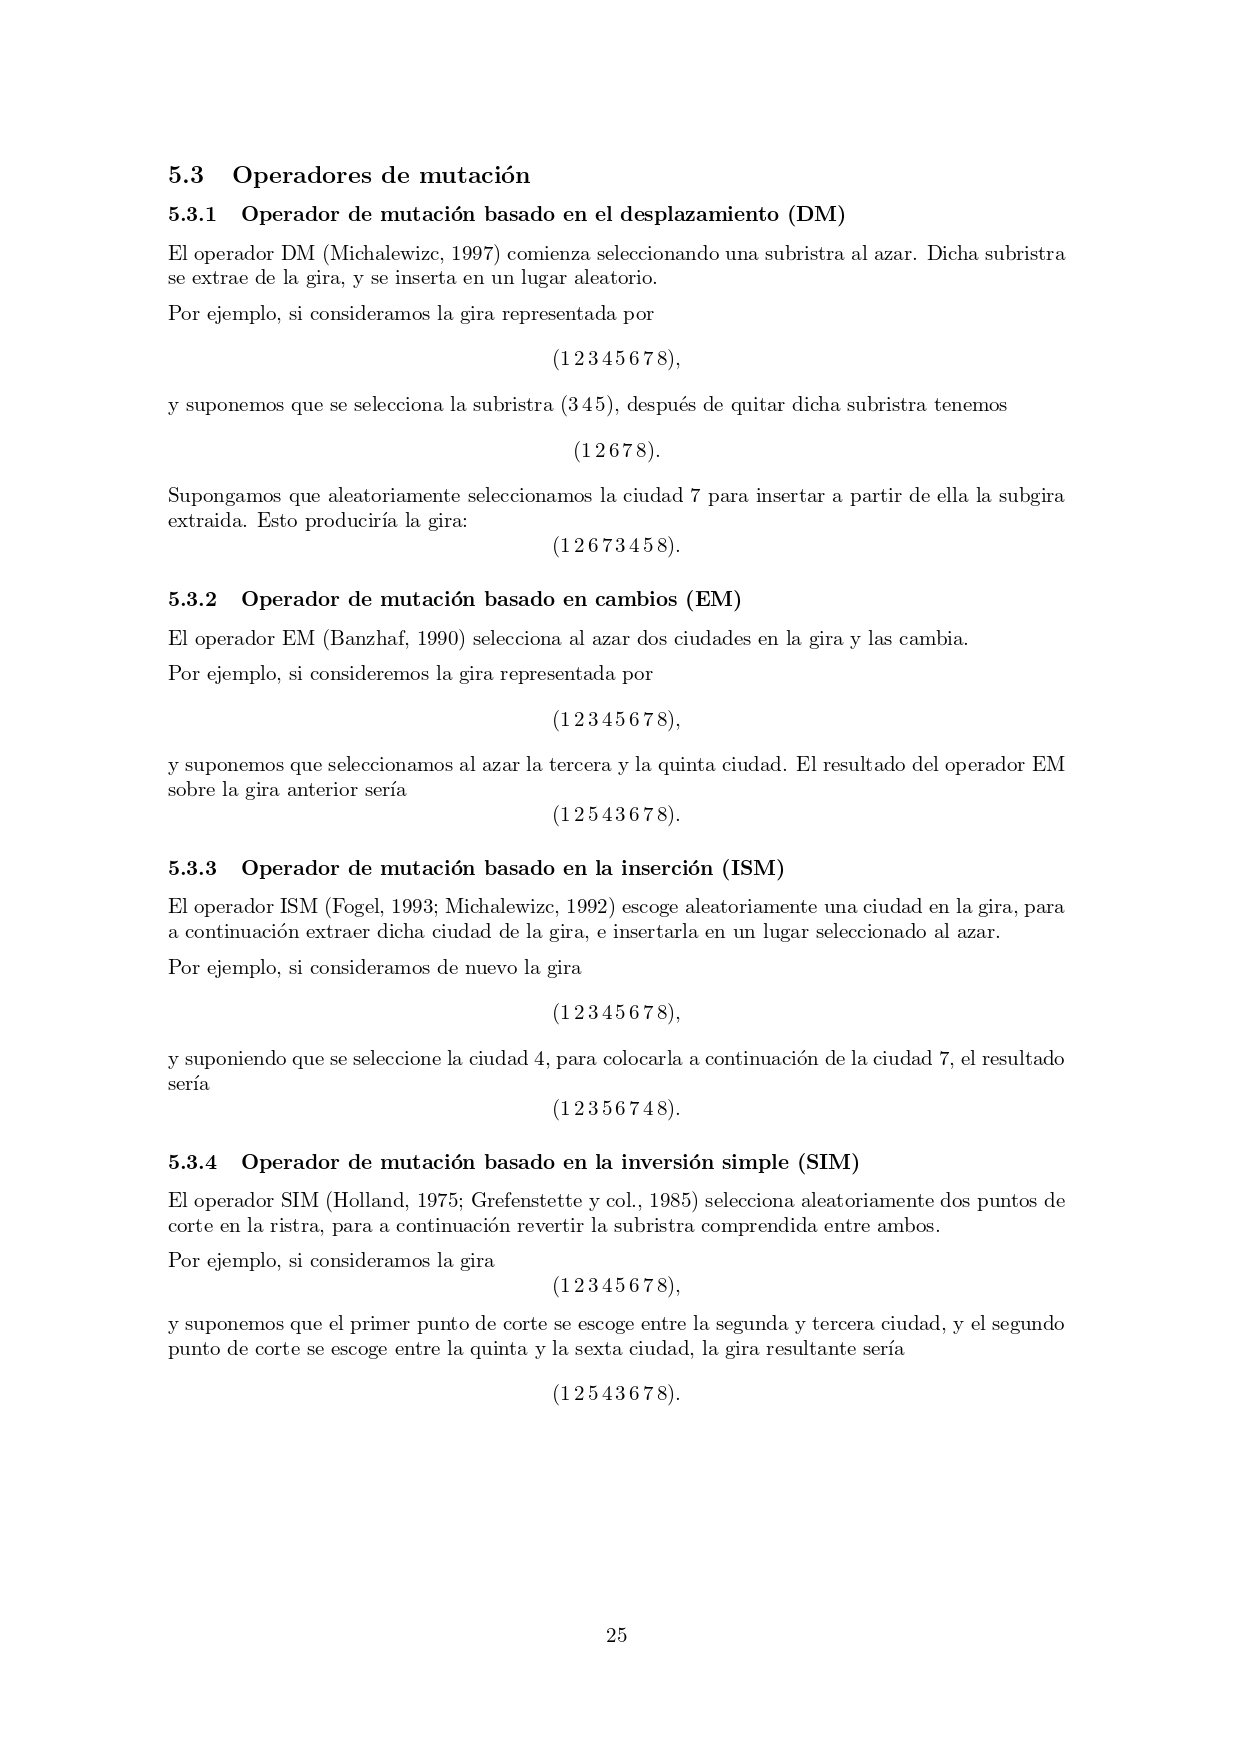 5.3 Operadores de mutación
5.3.1 Operador de mutación basado en el desplazamiento (DM)
El operador DM (Michalewizc, 1997) comienza seleccionando una subristra al azar. Dicha subristra
se extrae de la gira, y se inserta en un lugar aleatorio.
Por ejemplo, si consideramos la gira representada por
(1 2 3 4 5 6 7 8),
y suponemos que se selecciona la subristra (3 4 5), después de quitar dicha subristra tenemos
(1 2 6 7 8).
Supongamos que aleatoriamente seleccionamos la ciudad 7 para insertar a partir de ella la subgira
extraida. Esto produciría la gira:
(1 2 6 7 3 4 5 8).
5.3.2 Operador de mutación basado en cambios (EM)
El operador EM (Banzhaf, 1990) selecciona al azar dos ciudades en la gira y las cambia.
Por ejemplo, si consideremos la gira representada por
(1 2 3 4 5 6 7 8),
y suponemos que seleccionamos al azar la tercera y la quinta ciudad. El resultado del operador EM
sobre la gira anterior sería
(1 2 5 4 3 6 7 8).
5.3.3 Operador de mutación basado en la inserción (ISM)
El operador ISM (Fogel, 1993; Michalewizc, 1992) escoge aleatoriamente una ciudad en la gira, para
a continuación extraer dicha ciudad de la gira, e insertarla en un lugar seleccionado al azar.
Por ejemplo, si consideramos de nuevo la gira
(1 2 3 4 5 6 7 8),
y suponiendo que se seleccione la ciudad 4, para colocarla a continuación de la ciudad 7, el resultado
sería
(1 2 3 5 6 7 4 8).
5.3.4 Operador de mutación basado en la inversión simple (SIM)
El operador SIM (Holland, 1975; Grefenstette y col., 1985) selecciona aleatoriamente dos puntos de
corte en la ristra, para a continuación revertir la subristra comprendida entre ambos.
Por ejemplo, si consideramos la gira
(1 2 3 4 5 6 7 8),
y suponemos que el primer punto de corte se escoge entre la segunda y tercera ciudad, y el segundo
punto de corte se escoge entre la quinta y la sexta ciudad, la gira resultante sería
(1 2 5 4 3 6 7 8).
25